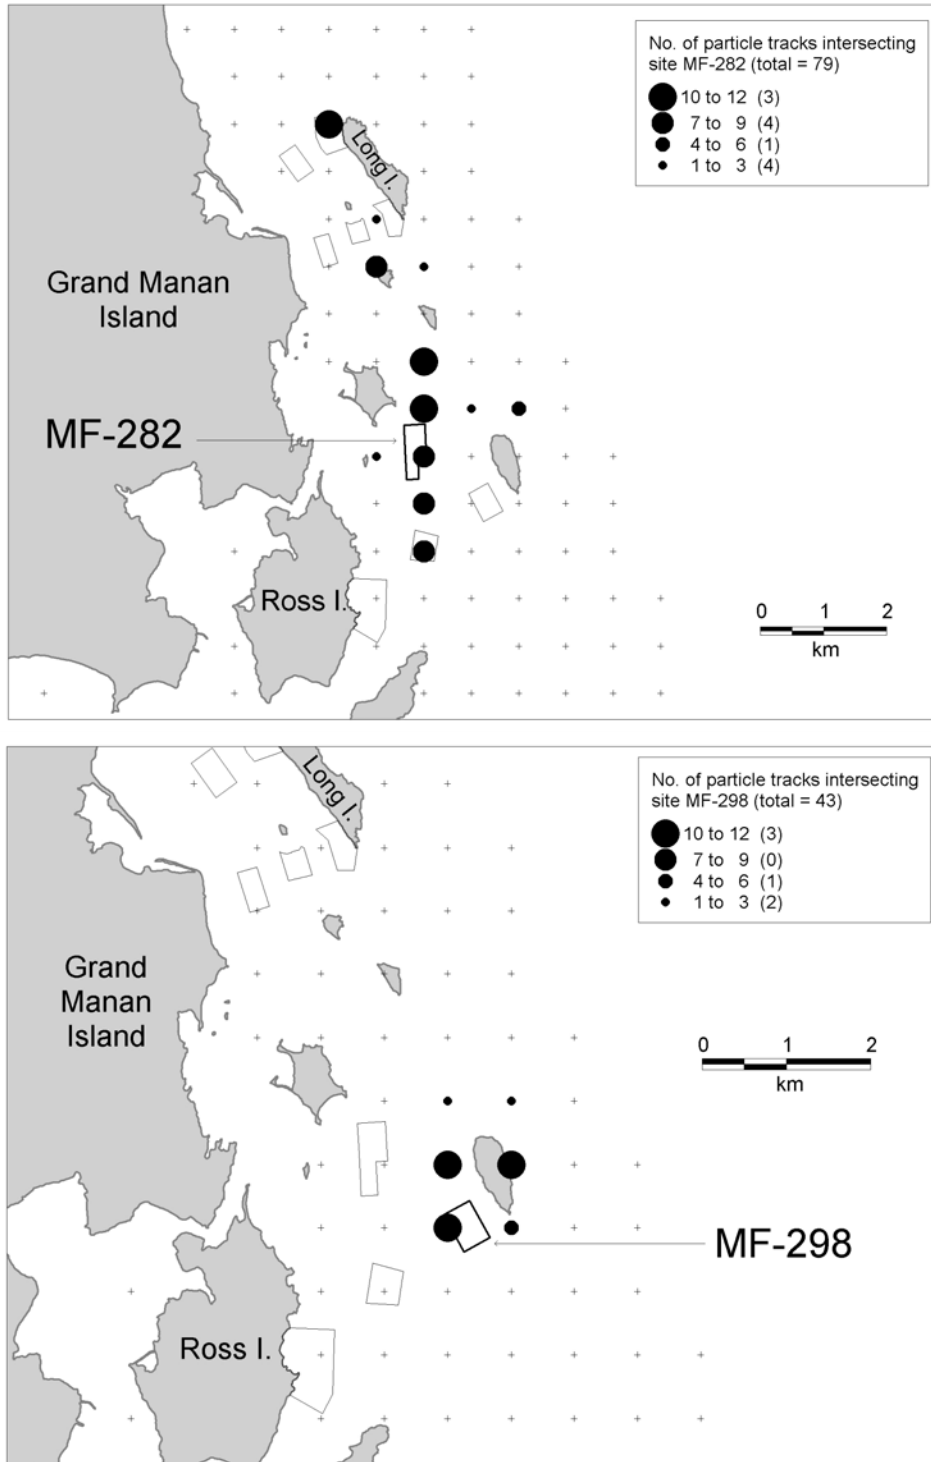 No. of particle tracks intersecting
site MF-282 (total = 79)
10 to 12 (3)
7 to 9 (4)
4 to 6 (1)
1 to 3 (4)
Long I.
Grand Manan
Island
MF-282
Ross I.
0 1 2
km
No. of particle tracks intersecting
site MF-298 (total = 43)
10 to 12 (3)
7 to 9 (0)
4 to 6 (1)
1 to 3 (2)
Long I.
Grand
Manan
Island
0 1 2
km
MF-298
Ross I.